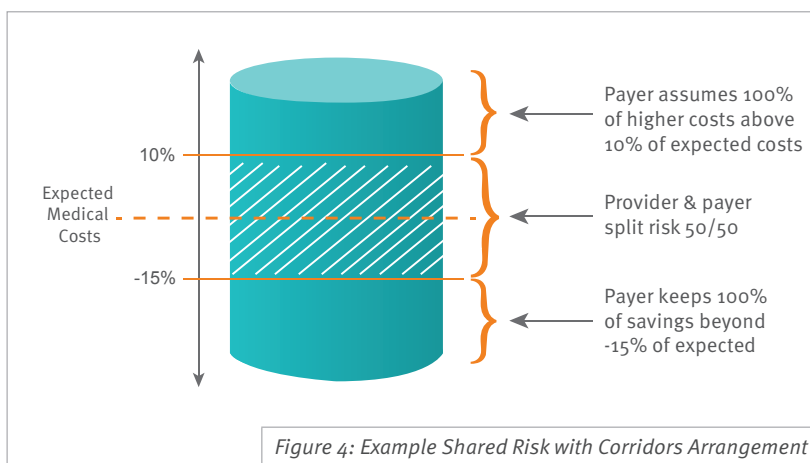 Payer assumes 100%
of higher costs above
10% of expected costs
10%
Expected
Medical
Costs
Provider & payer
split risk 50/50
-15%
Payer keeps 100%
of savings beyond
-15% of expected
Figure 4: Example Shared Risk with Corridors Arrangement